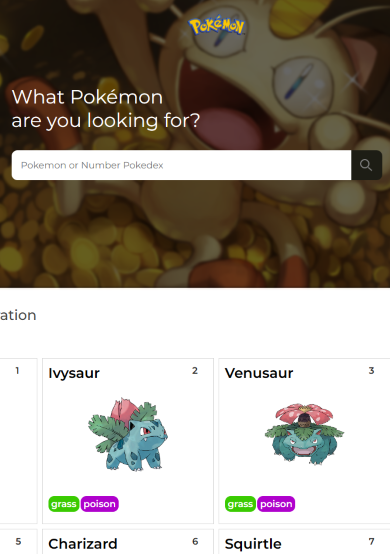 POKéMON
What Pokémon
are you looking for?
Pokemon or Number Pokedex
ation
1
Ivysaur 2
Venusaur 3
grass poison
grass poison
5
Charizard 6
Squirtle 7